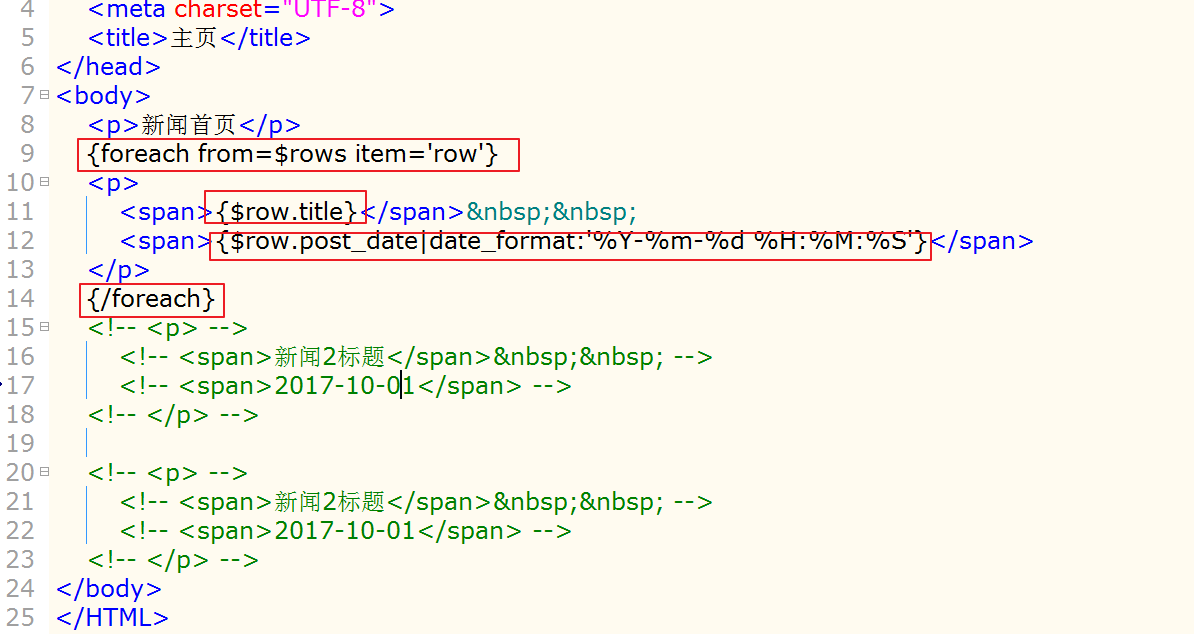 4 <meta charset="UTF-8">
5 <title>主页</title>
6 </head>
7 <body>
8 <p>新闻首页</p>
9 {foreach from=$rows item='row'}
10 <p>
11 <span>{$row.title}</span>&nbsp;&nbsp;
12 <span>{$row.post_date|date_format:'%Y-%m-%d %H:%M:%S'}</span>
13 </p>
14 {/foreach}
15 <!-- <p> -->
16 <!-- <span>新闻2标题</span>&nbsp;&nbsp; -->
17 <!-- <span>2017-10-01</span> -->
18 <!-- </p> -->
19
20 <!-- <p> -->
21 <!-- <span>新闻2标题</span>&nbsp;&nbsp; -->
22 <!-- <span>2017-10-01</span> -->
23 <!-- </p> -->
24 </body>
25 </HTML>